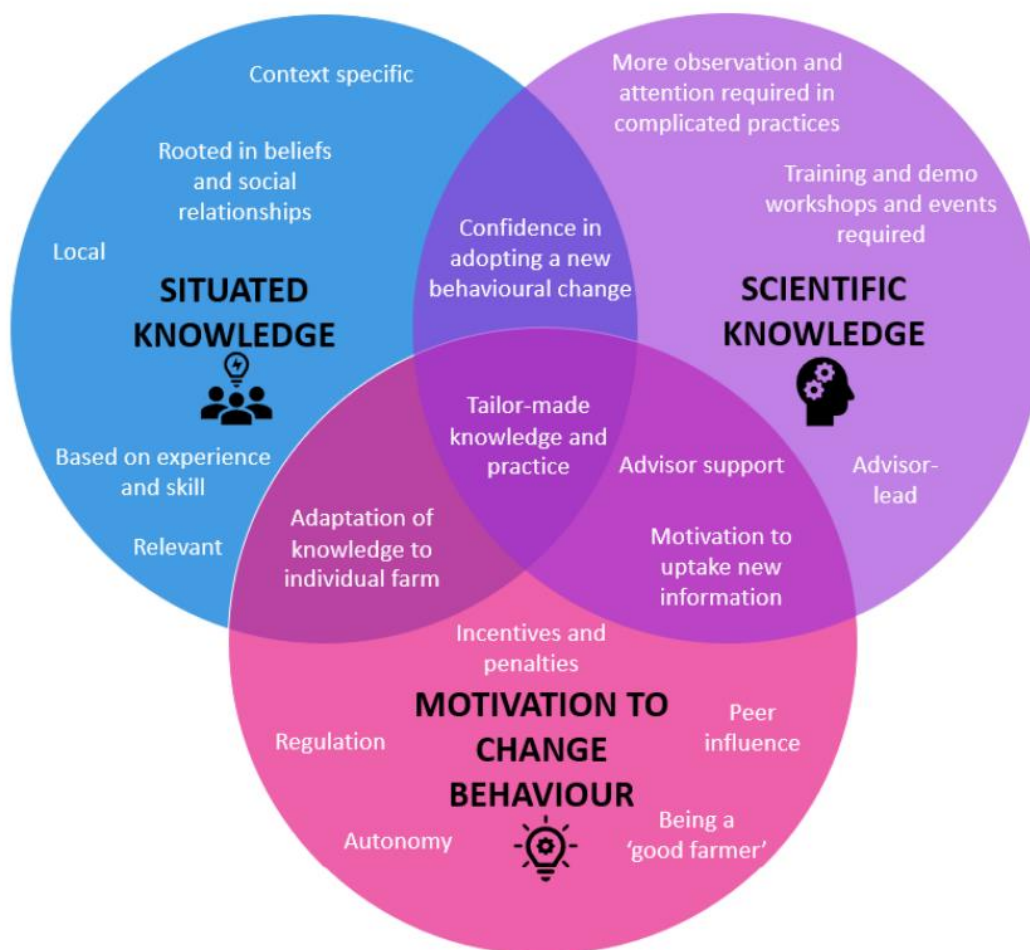 Context specific
Rooted in beliefs
and social
relationships
Local
SITUATED
KNOWLEDGE
Based on experience
and skill
Relevant
More observation and
attention required in
complicated practices
Training and demo
workshops and events
required
SCIENTIFIC
KNOWLEDGE
Advisor-
lead
Confidence in
adopting a new
behavioural change
Tailor-made
knowledge and
practice
Advisor support
Motivation to
uptake new
information
Adaptation of
knowledge to
individual farm
Incentives and
penalties
MOTIVATION TO
CHANGE
BEHAVIOUR
Regulation
Peer
influence
Autonomy
Being a
‘good farmer’